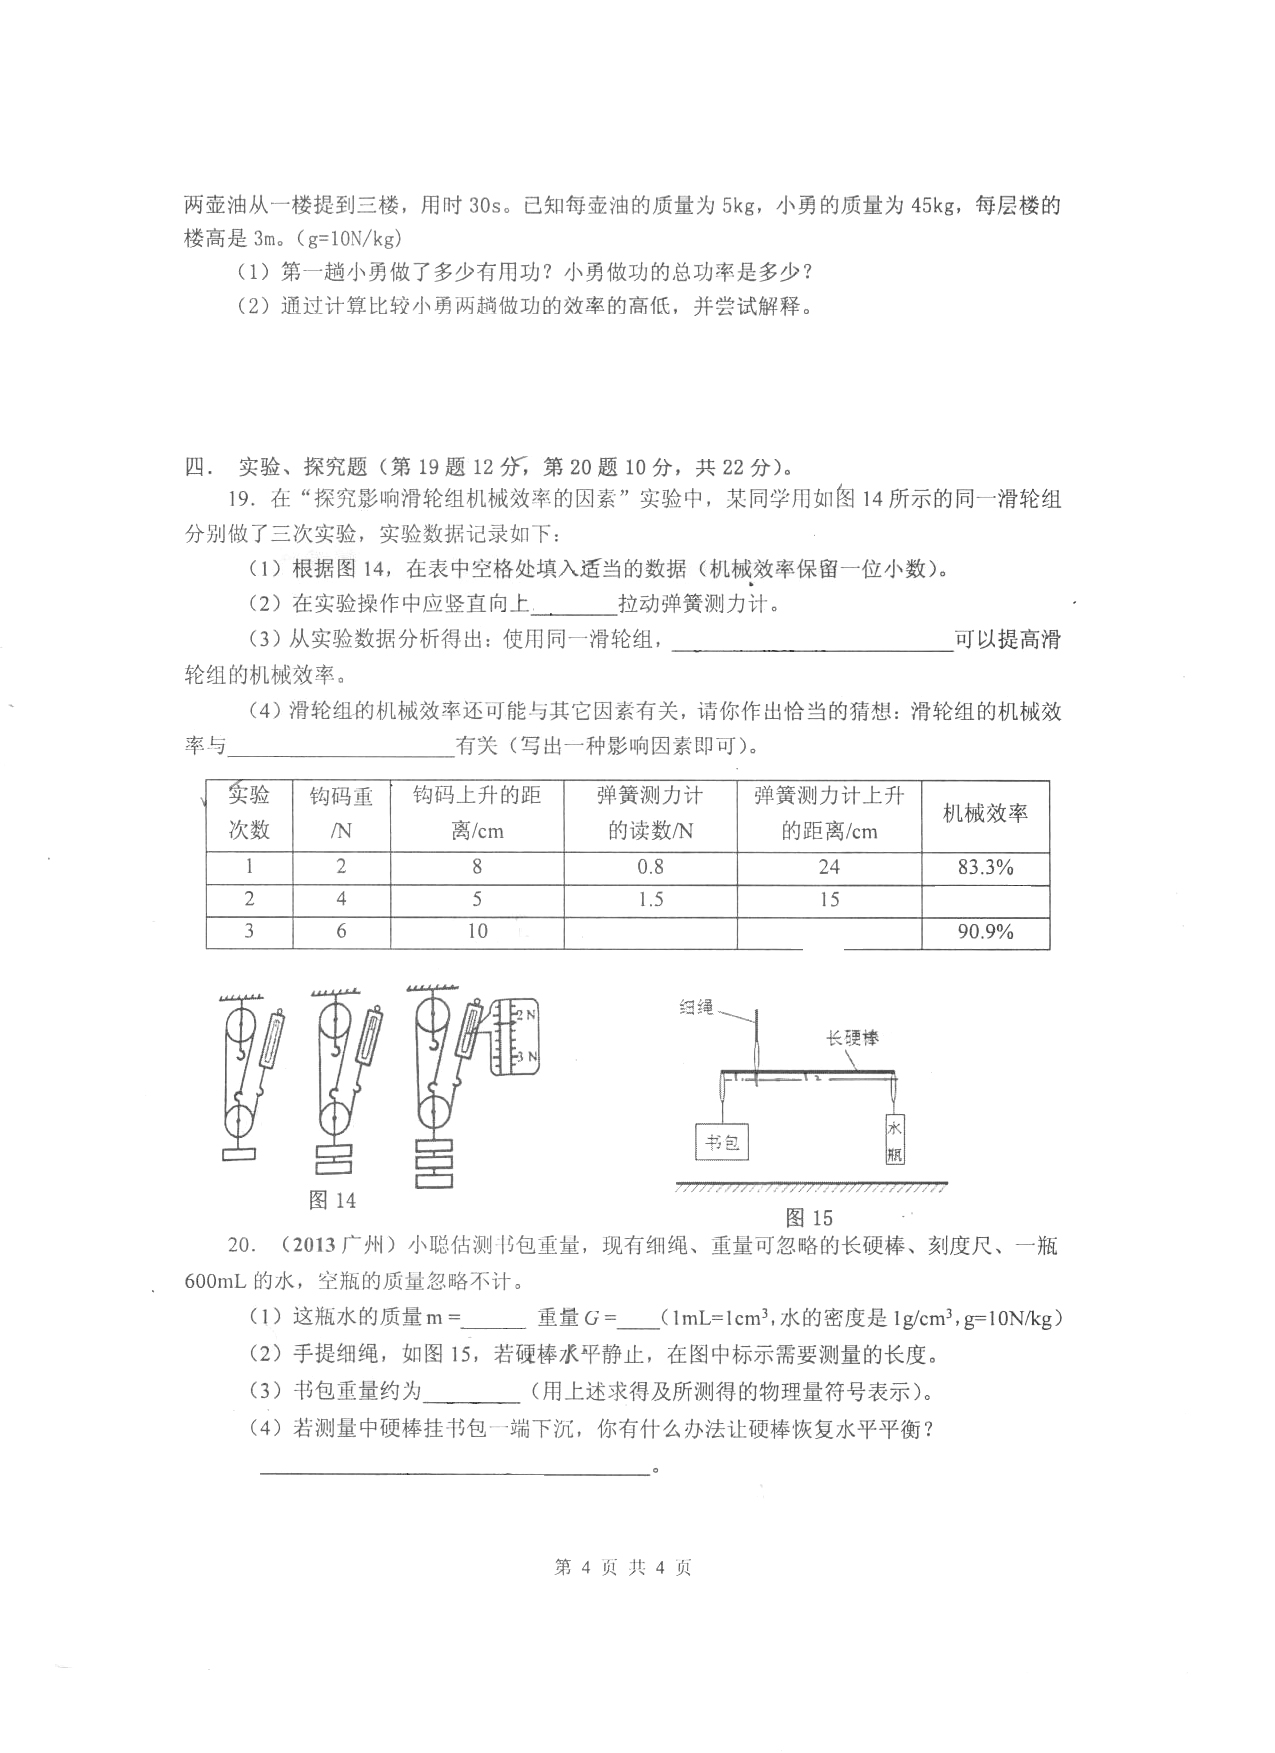 两壶油从一楼提到三楼，用时 30s。已知每壶油的质量为 5kg，小勇的质量为 45kg，每层楼的
楼高是 3m。（g=10N/kg）
（1）第一趟小勇做了多少有用功？小勇做功的总功率是多少？
（2）通过计算比较小勇两趟做功的效率的高低，并尝试解释。
四． 实验、探究题（第 19 题 12 分，第 20 题 10 分，共 22 分）。
19．在“探究影响滑轮组机械效率的因素”实验中，某同学用如图 14 所示的同一滑轮组
分别做了三次实验，实验数据记录如下：
（1）根据图 14，在表中空格处填入适当的数据（机械效率保留一位小数）。
（2）在实验操作中应竖直向上________拉动弹簧测力计。
（3）从实验数据分析得出：使用同一滑轮组，__________________________可以提高滑
轮组的机械效率。
（4）滑轮组的机械效率还可能与其它因素有关，请你作出恰当的猜想：滑轮组的机械效
率与_____________________有关（写出一种影响因素即可）。
实验次数 钩码重/N 钩码上升的距离/cm 弹簧测力计的读数/N 弹簧测力计上升的距离/cm 机械效率
1 2 8 0.8 24 83.3%
2 4 5 1.5 15
3 6 10 90.9%
2 N
3 N
图 14
细绳
长硬棒
书包
水瓶
图 15
20．（2013 广州）小聪估测书包重量，现有细绳、重量可忽略的长硬棒、刻度尺、一瓶
600mL 的水，空瓶的质量忽略不计。
（1）这瓶水的质量 m =______ 重量 G =____（1mL=1cm³，水的密度是 1g/cm³，g=10N/kg）
（2）手提细绳，如图 15，若硬棒水平静止，在图中标示需要测量的长度。
（3）书包重量约为_________（用上述求得及所测得的物理量符号表示）。
（4）若测量中硬棒挂书包一端下沉，你有什么办法让硬棒恢复水平平衡？
____________________________________。
第 4 页 共 4 页